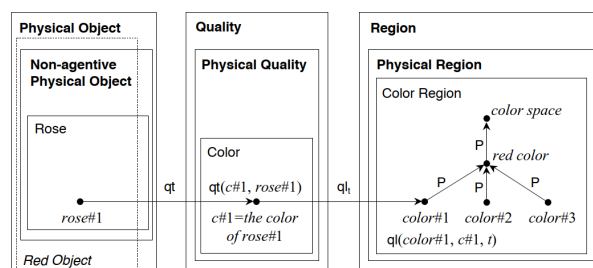 Physical Object
Quality
Region
Non-agentive
Physical Object
Physical Quality
Physical Region
Color Region
color space
Rose
Color
P
red color
qt
qt(c#1, rose#1)
qlt
P
P
P
rose#1
c#1=the color
of rose#1
color#1
color#2
color#3
ql(color#1, c#1, t)
Red Object